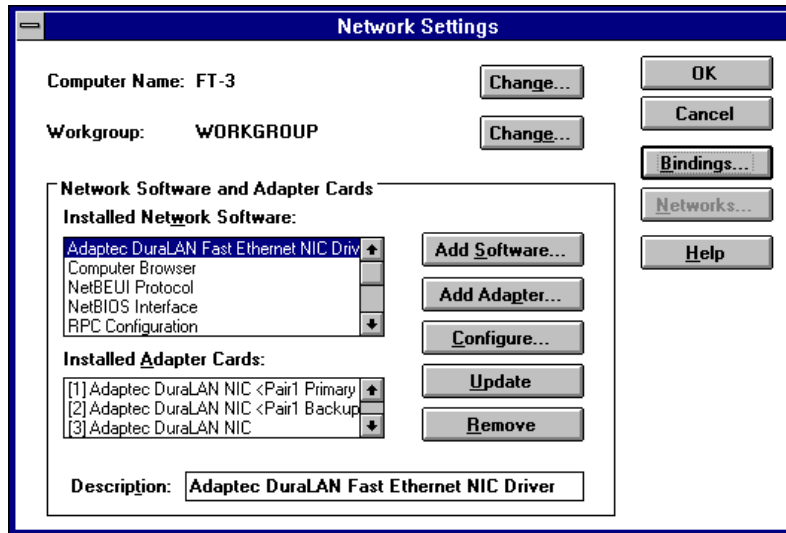 Network Settings
Computer Name: FT-3
Change...
OK
Cancel
Workgroup: WORKGROUP
Change...
Bindings...
Networks...
Help
Network Software and Adapter Cards
Installed Network Software:
Adaptec DuraLAN Fast Ethernet NIC Driv
Computer Browser
NetBEUI Protocol
NetBIOS Interface
RPC Configuration
Add Software...
Add Adapter...
Configure...
Update
Remove
Installed Adapter Cards:
[1] Adaptec DuraLAN NIC <Pair1 Primary
[2] Adaptec DuraLAN NIC <Pair1 Backup
[3] Adaptec DuraLAN NIC
Description: Adaptec DuraLAN Fast Ethernet NIC Driver